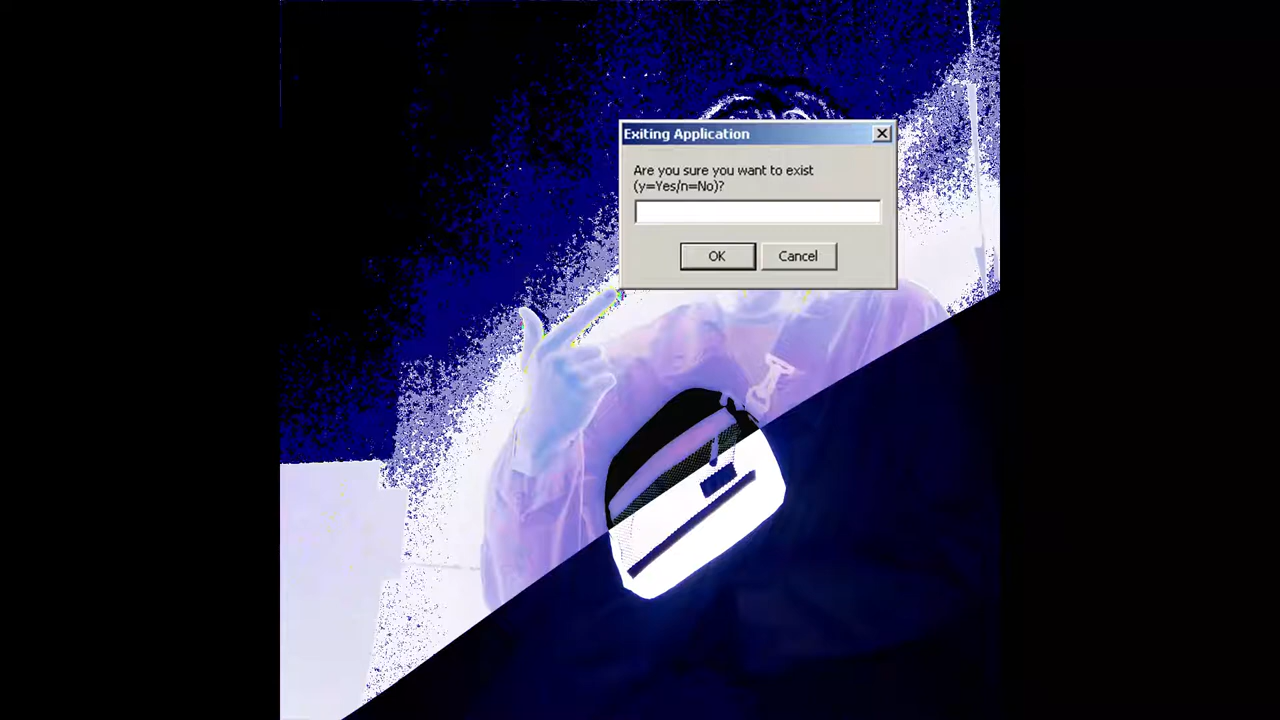 Exiting Application
Are you sure you want to exist
(y=Yes/n=No)?
OK
Cancel